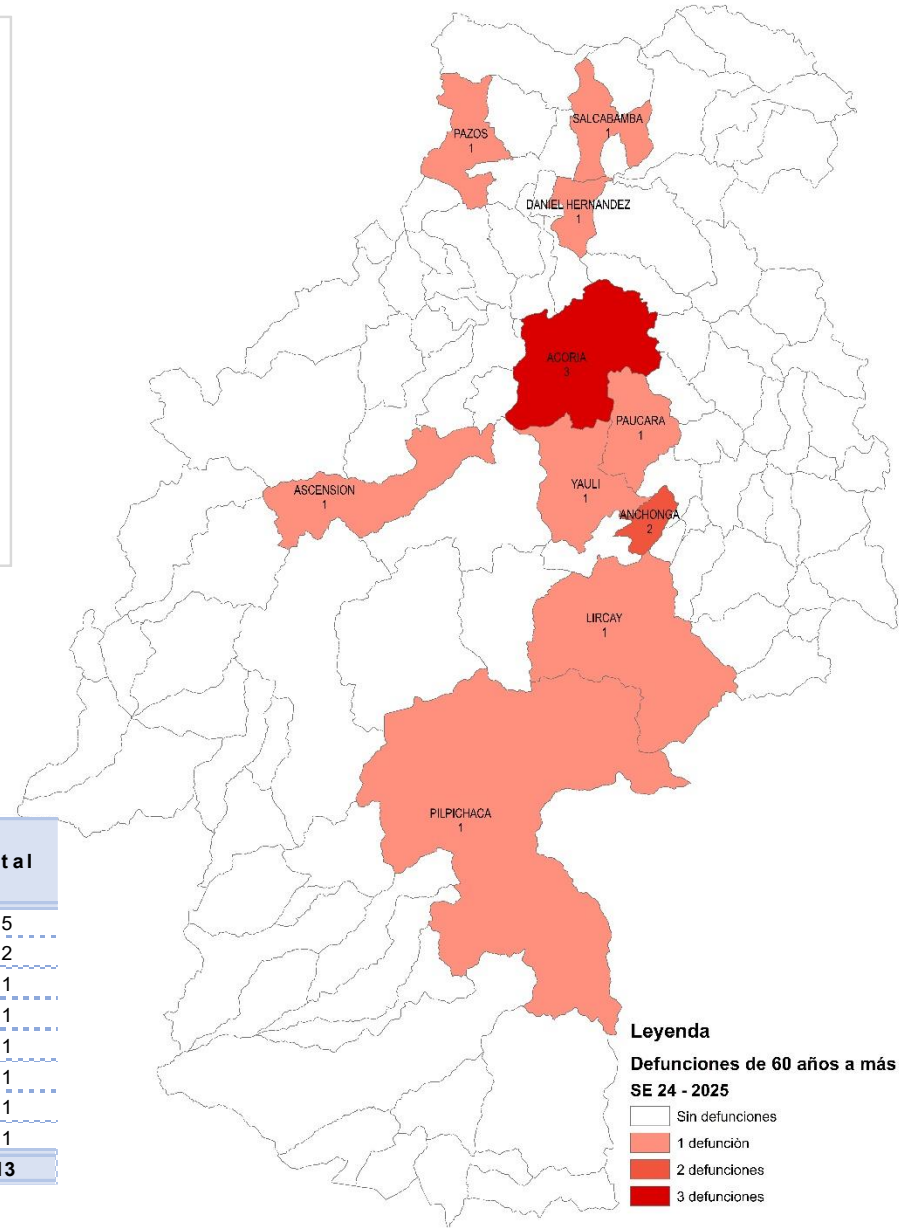 PAZOS
1
SALCABAMBA
1
DANIEL HERNANDEZ
1
ACORIA
3
PAUCARA
1
ASCENSION
1
YAULI
1
ANCHONGA
2
LIRCAY
1
PILPICHACA
1
tal
5
2
1
1
1
1
1
1
13
Leyenda
Defunciones de 60 años a más
SE 24 - 2025
Sin defunciones
1 defunción
2 defunciones
3 defunciones